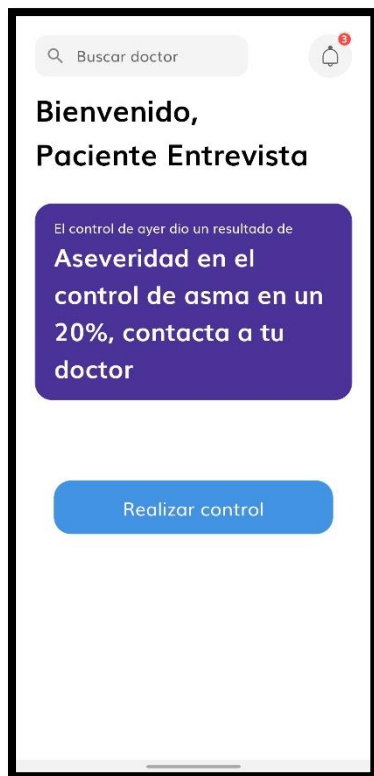 Buscar doctor
3
Bienvenido,
Paciente Entrevista
El control de ayer dio un resultado de
Aseveridad en el
control de asma en un
20%, contacta a tu
doctor
Realizar control